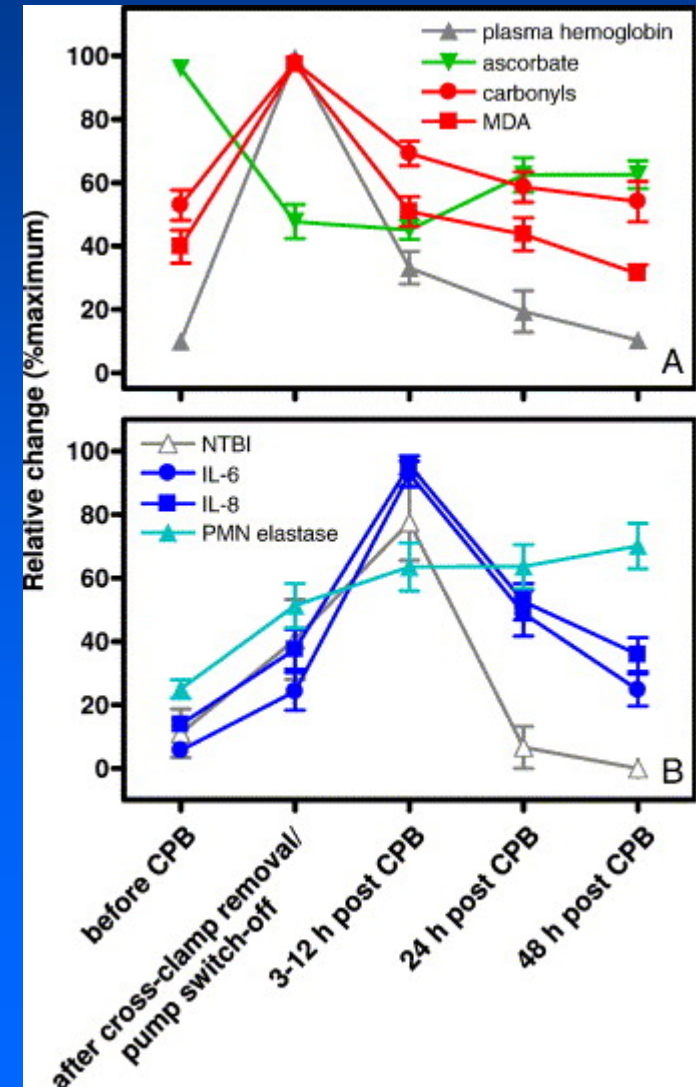 Relative change (%maximum)
100
80
60
40
20
0
plasma hemoglobin
ascorbate
carbonyls
MDA
A
100
80
60
40
20
0
NTBI
IL-6
IL-8
PMN elastase
B
before CPB
after cross-clamp removal/
pump switch-off
3-12 h post CPB
24 h post CPB
48 h post CPB